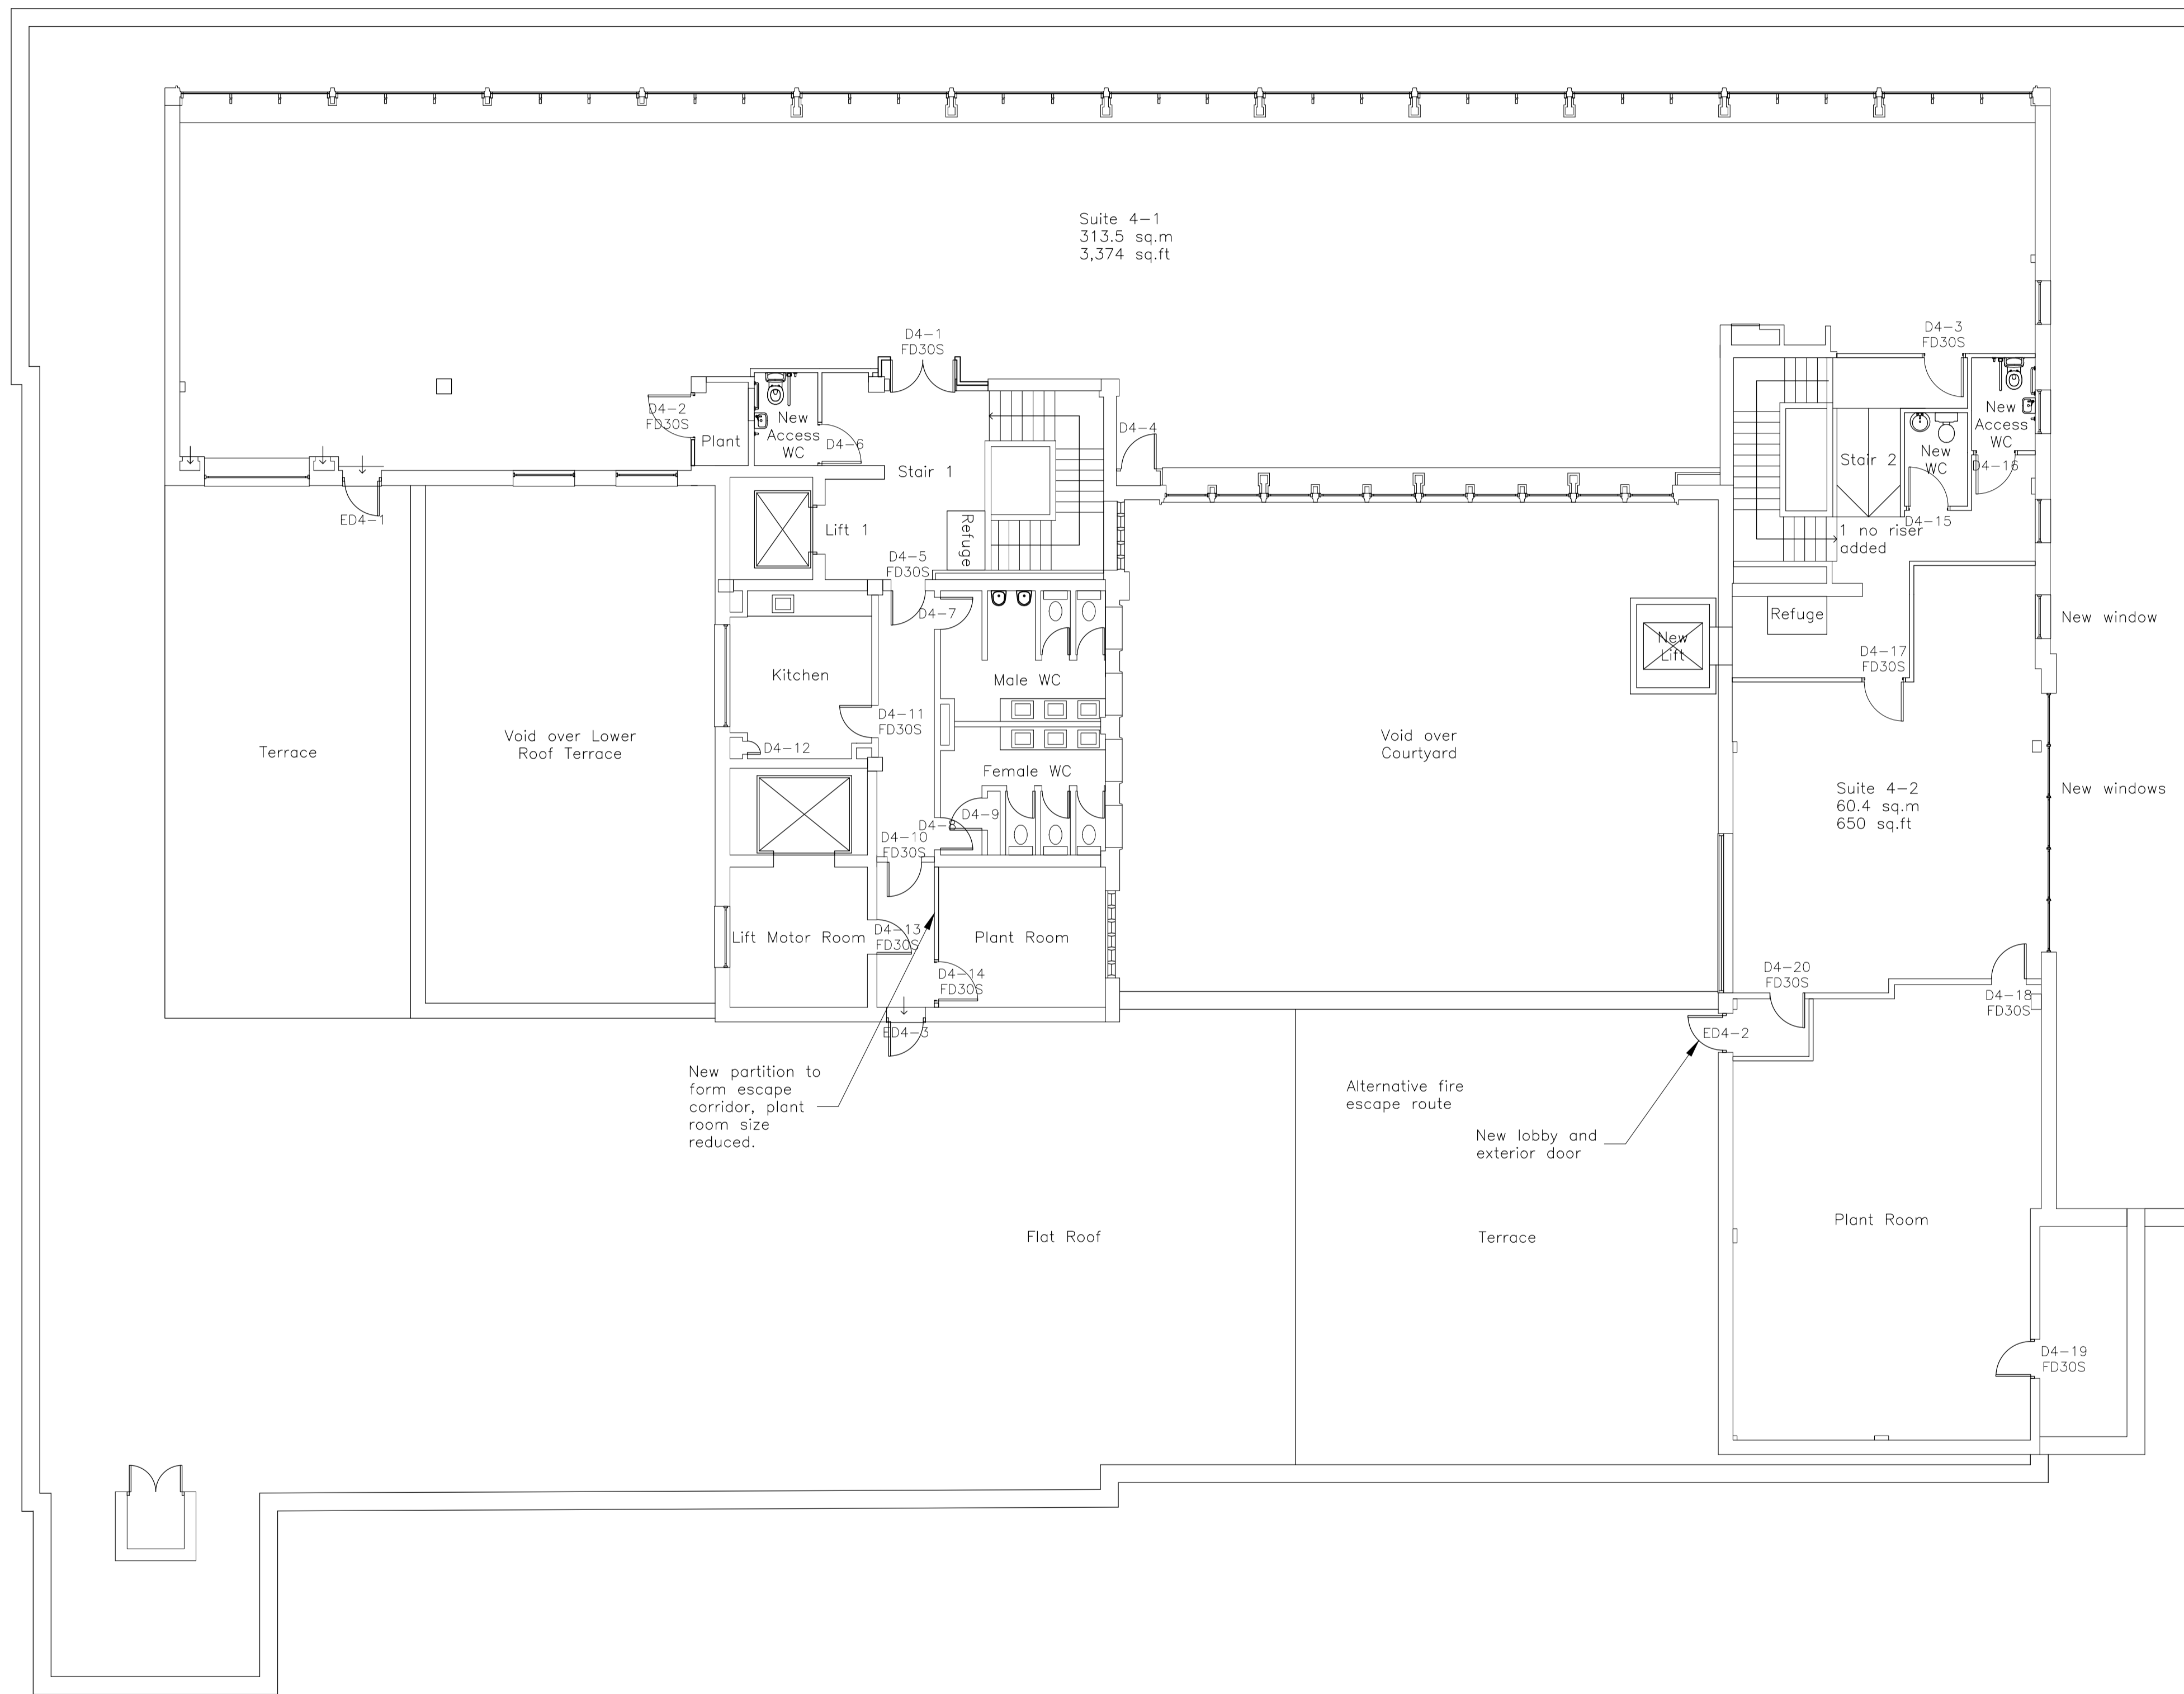 Suite 4-1
313.5 sq.m
3,374 sq.ft
D4-1
FD30S
D4-3
FD30S
D4-2
FD30S
Plant
New
Access
WC
D4-6
D4-4
Stair 1
New
Access
WC
D4-16
New
WC
Stair 2
D4-15
1 no riser
added
ED4-1
Lift 1
Refuge
D4-5
FD30S
D4-7
Refuge
New
Lift
New window
D4-17
FD30S
Kitchen
Male WC
D4-11
FD30S
D4-12
Terrace
Void over Lower
Roof Terrace
Void over
Courtyard
Female WC
Suite 4-2
60.4 sq.m
650 sq.ft
New windows
D4-9
D4-8
D4-10
FD30S
Lift Motor Room
D4-13
FD30S
Plant Room
D4-14
FD30S
D4-20
FD30S
D4-18
FD30S
ED4-3
ED4-2
New partition to
form escape
corridor, plant
room size
reduced.
Alternative fire
escape route
New lobby and
exterior door
Flat Roof
Terrace
Plant Room
D4-19
FD30S